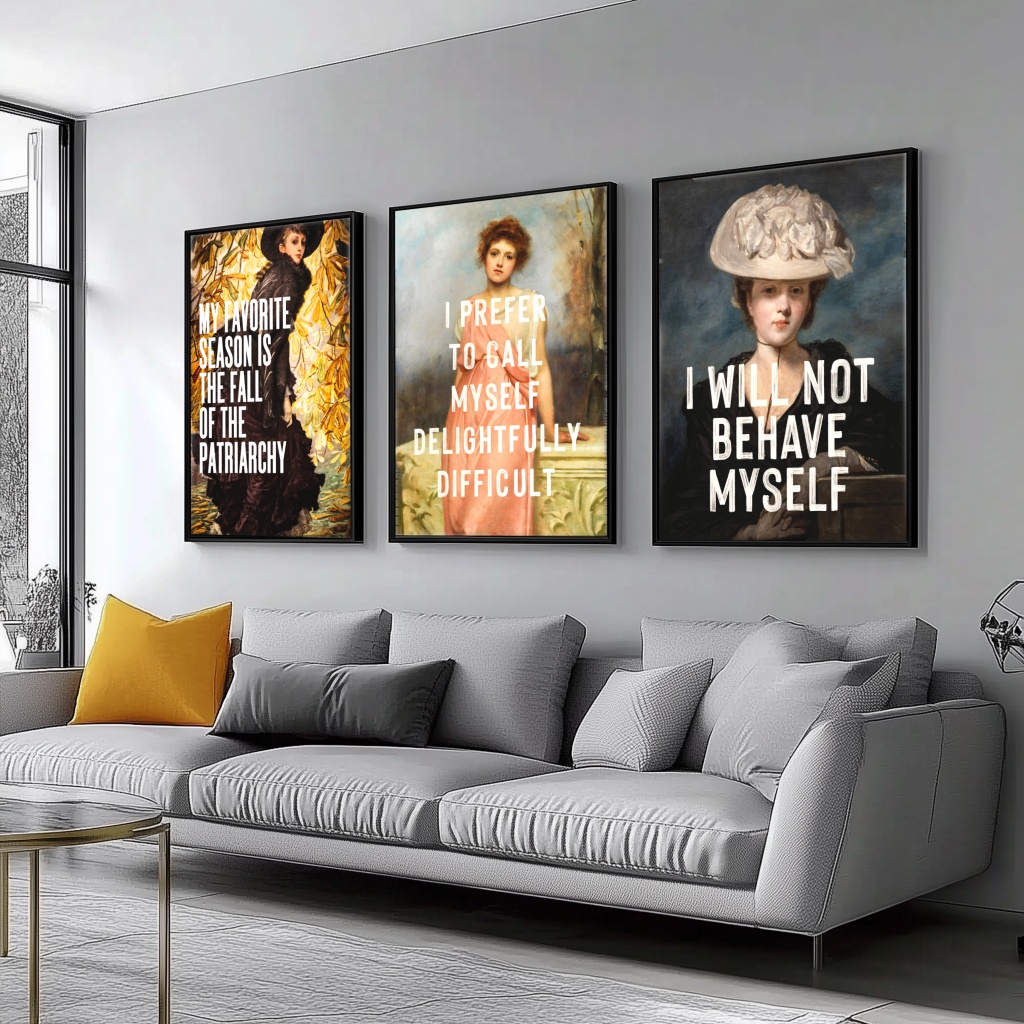 MY FAVORITE
SEASON IS
THE FALL
OF THE
PATRIARCHY
I PREFER
TO CALL
MYSELF
DELIGHTFULLY
DIFFICULT
I WILL NOT
BEHAVE
MYSELF